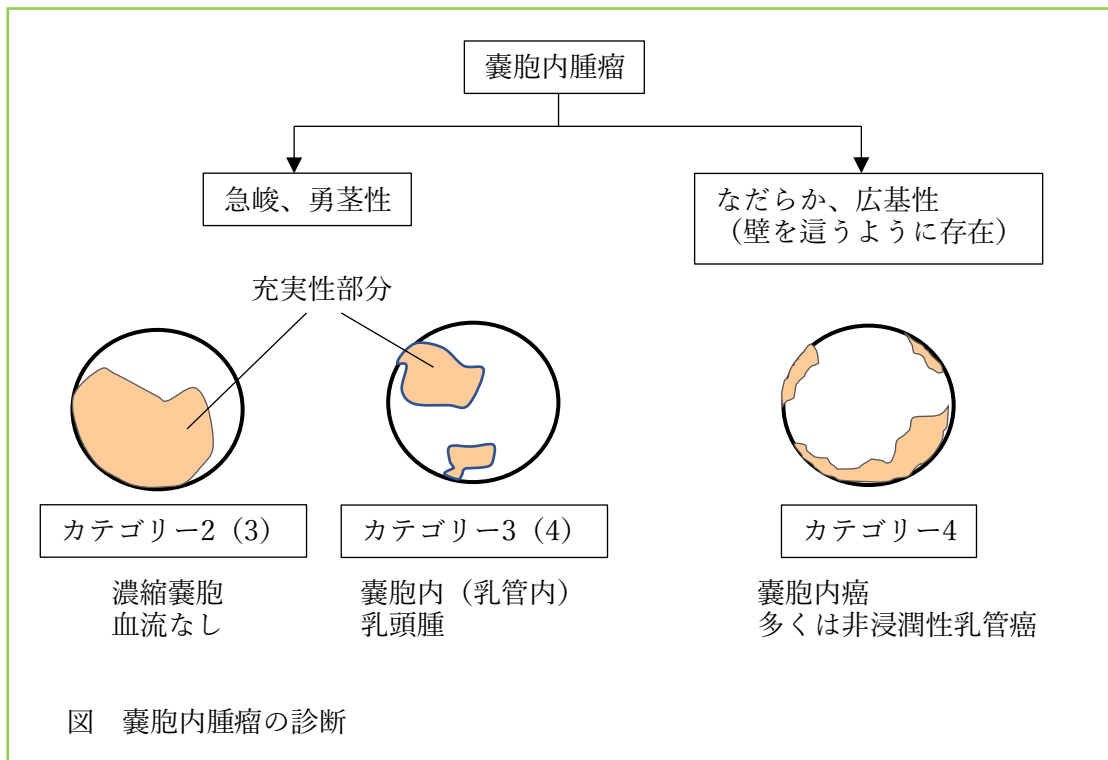 嚢胞内腫瘤
急峻、勇茎性
なだらか、広基性
（壁を這うように存在）
充実性部分
カテゴリー2（3）
カテゴリー3（4）
カテゴリー4
濃縮嚢胞
血流なし
嚢胞内（乳管内）
乳頭腫
嚢胞内癌
多くは非浸潤性乳管癌
図　嚢胞内腫瘤の診断